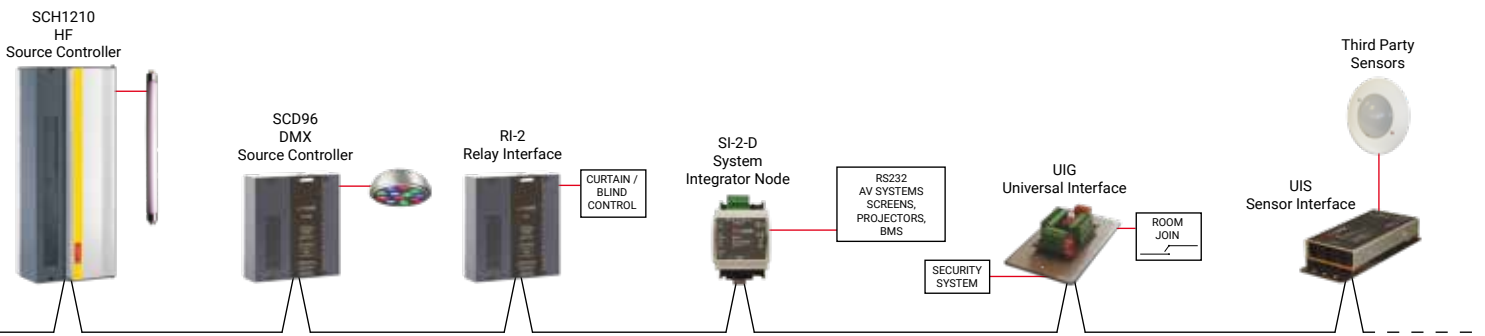 SCH1210
HF
Source Controller
SCD96
DMX
Source Controller
RI-2
Relay Interface
CURTAIN /
BLIND
CONTROL
SI-2-D
System
Integrator Node
RS232
AV SYSTEMS
SCREENS,
PROJECTORS,
BMS
UIG
Universal Interface
SECURITY
SYSTEM
ROOM
JOIN
UIS
Sensor Interface
Third Party
Sensors